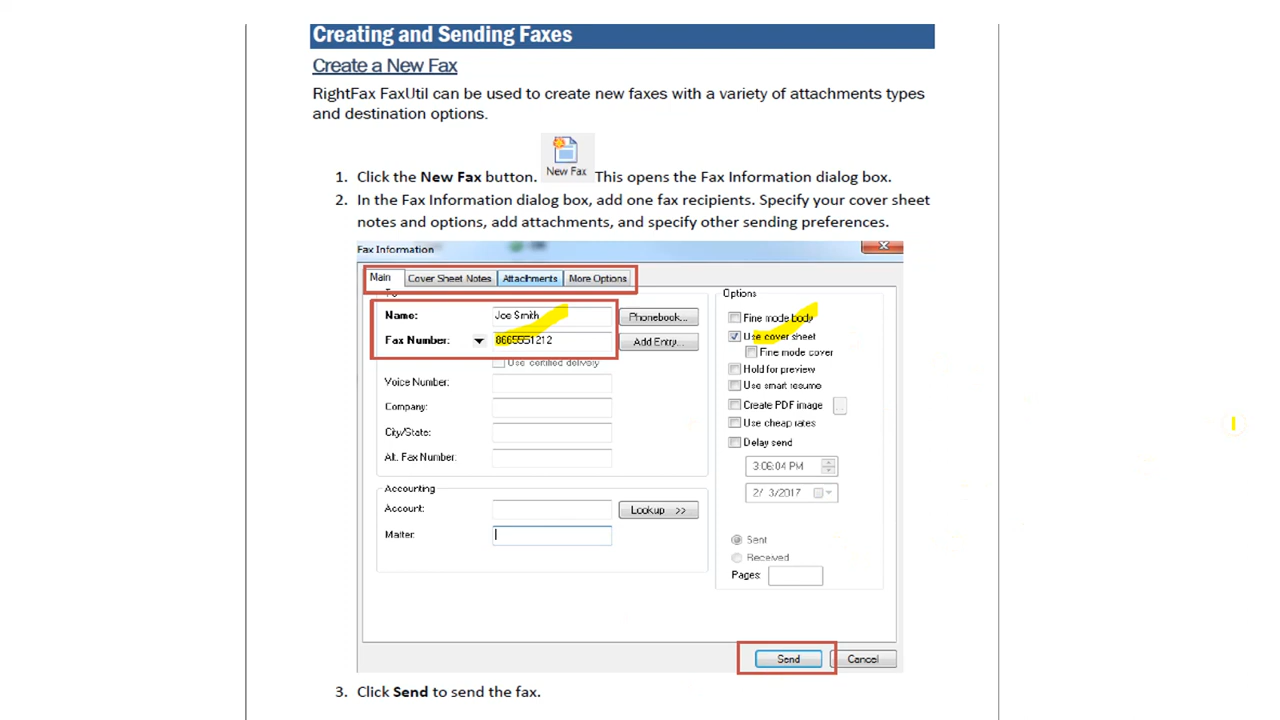 Creating and Sending Faxes
Create a New Fax
RightFax FaxUtil can be used to create new faxes with a variety of attachments types
and destination options.
New Fax
1. Click the New Fax button. This opens the Fax Information dialog box.
2. In the Fax Information dialog box, add one fax recipients. Specify your cover sheet
notes and options, add attachments, and specify other sending preferences.
Fax Information
Main Cover Sheet Notes Attachments More Options
To
Name: Joe Smith Phonebook...
Fax Number: 8665551212 Add Entry...
Use certified delivery
Voice Number:
Company:
City/State:
Alt. Fax Number:
Accounting
Account: Lookup >>
Matter:
Options
Fine mode body
Use cover sheet
Fine mode cover
Hold for preview
Use smart resume
Create PDF image ...
Use cheap rates
Delay send
3:06:04 PM
2/ 3/2017
Sent
Received
Pages:
Send Cancel
3. Click Send to send the fax.